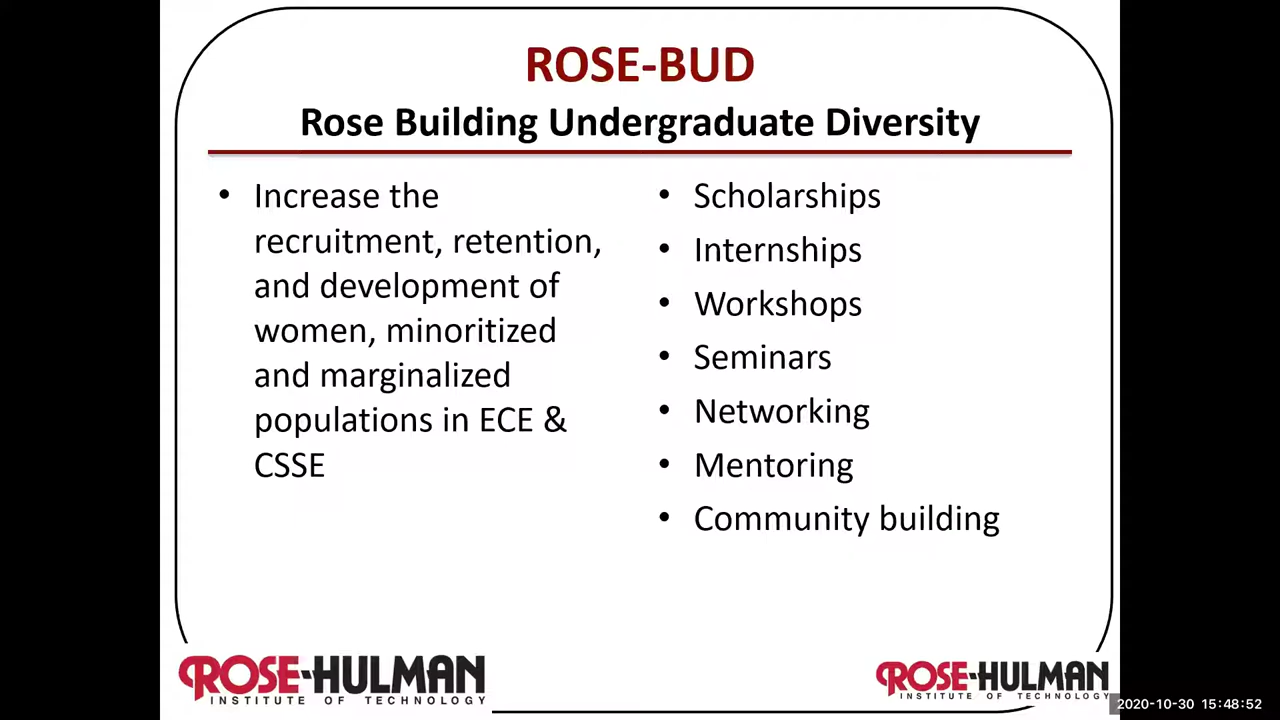 ROSE-BUD
Rose Building Undergraduate Diversity
• Increase the
recruitment, retention,
and development of
women, minoritized
and marginalized
populations in ECE &
CSSE
• Scholarships
• Internships
• Workshops
• Seminars
• Networking
• Mentoring
• Community building
ROSE-HULMAN
INSTITUTE OF TECHNOLOGY
ROSE-HULMAN
INSTITUTE OF TECHNOLOGY
2020-10-30 15:48:52